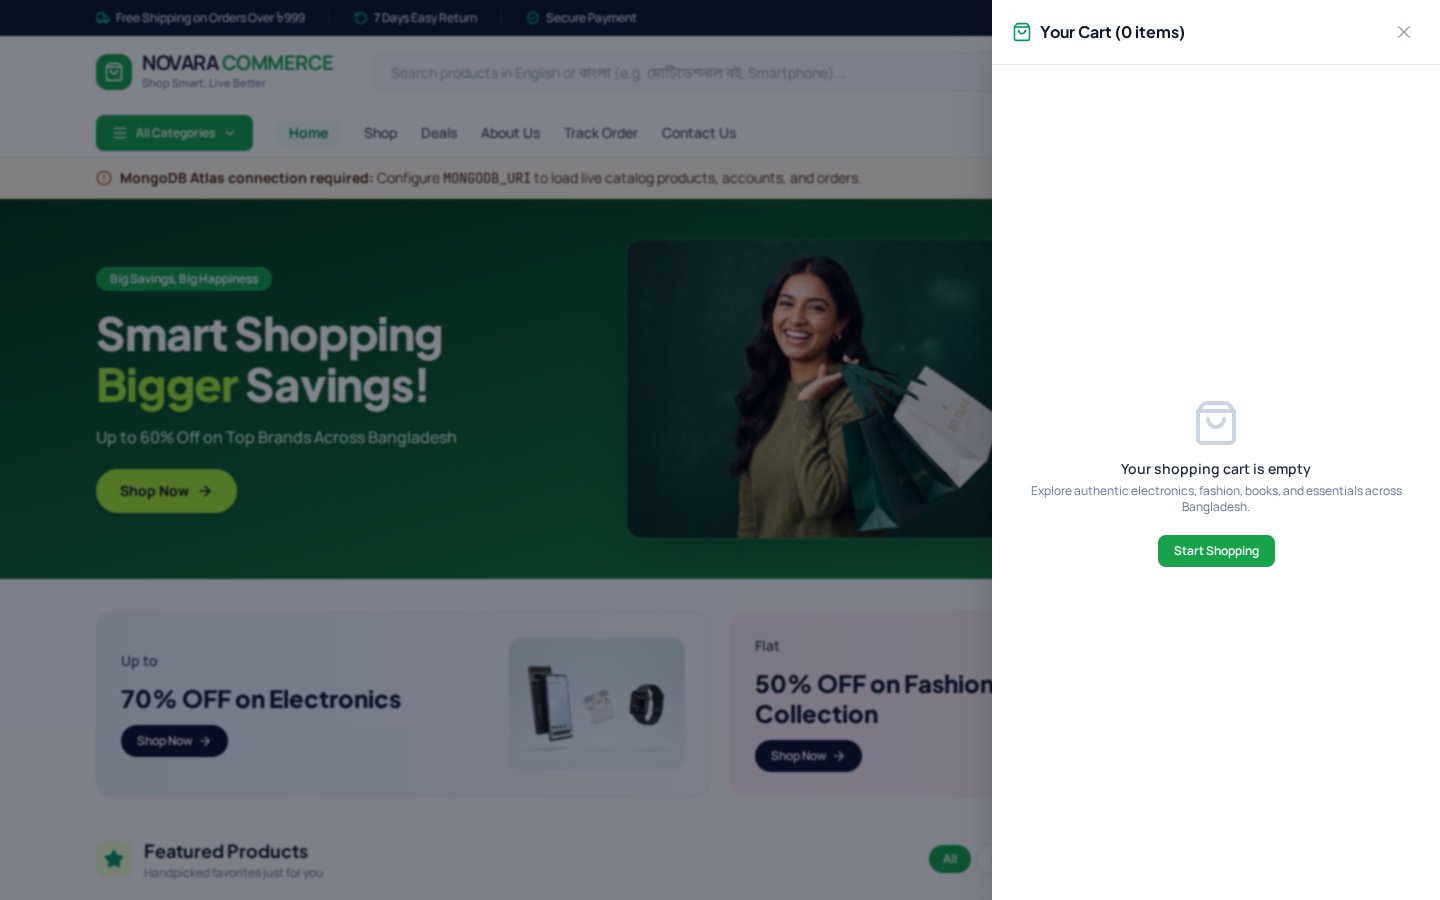 Free Shipping on Orders Over ৳999
7 Days Easy Return
Secure Payment
NOVARA COMMERCE
Shop Smart, Live Better
Search products in English or বাংলা (e.g. মোটিভেশনাল বই, Smartphone)...
All Categories
Home
Shop
Deals
About Us
Track Order
Contact Us
MongoDB Atlas connection required: Configure MONGODB_URI to load live catalog products, accounts, and orders.
Big Savings, Big Happiness
Smart Shopping
Bigger Savings!
Up to 60% Off on Top Brands Across Bangladesh
Shop Now
Up to
70% OFF on Electronics
Shop Now
Flat
50% OFF on Fashion
Collection
Shop Now
Featured Products
Handpicked favorites just for you
All
Your Cart (0 items)
Your shopping cart is empty
Explore authentic electronics, fashion, books, and essentials across
Bangladesh.
Start Shopping